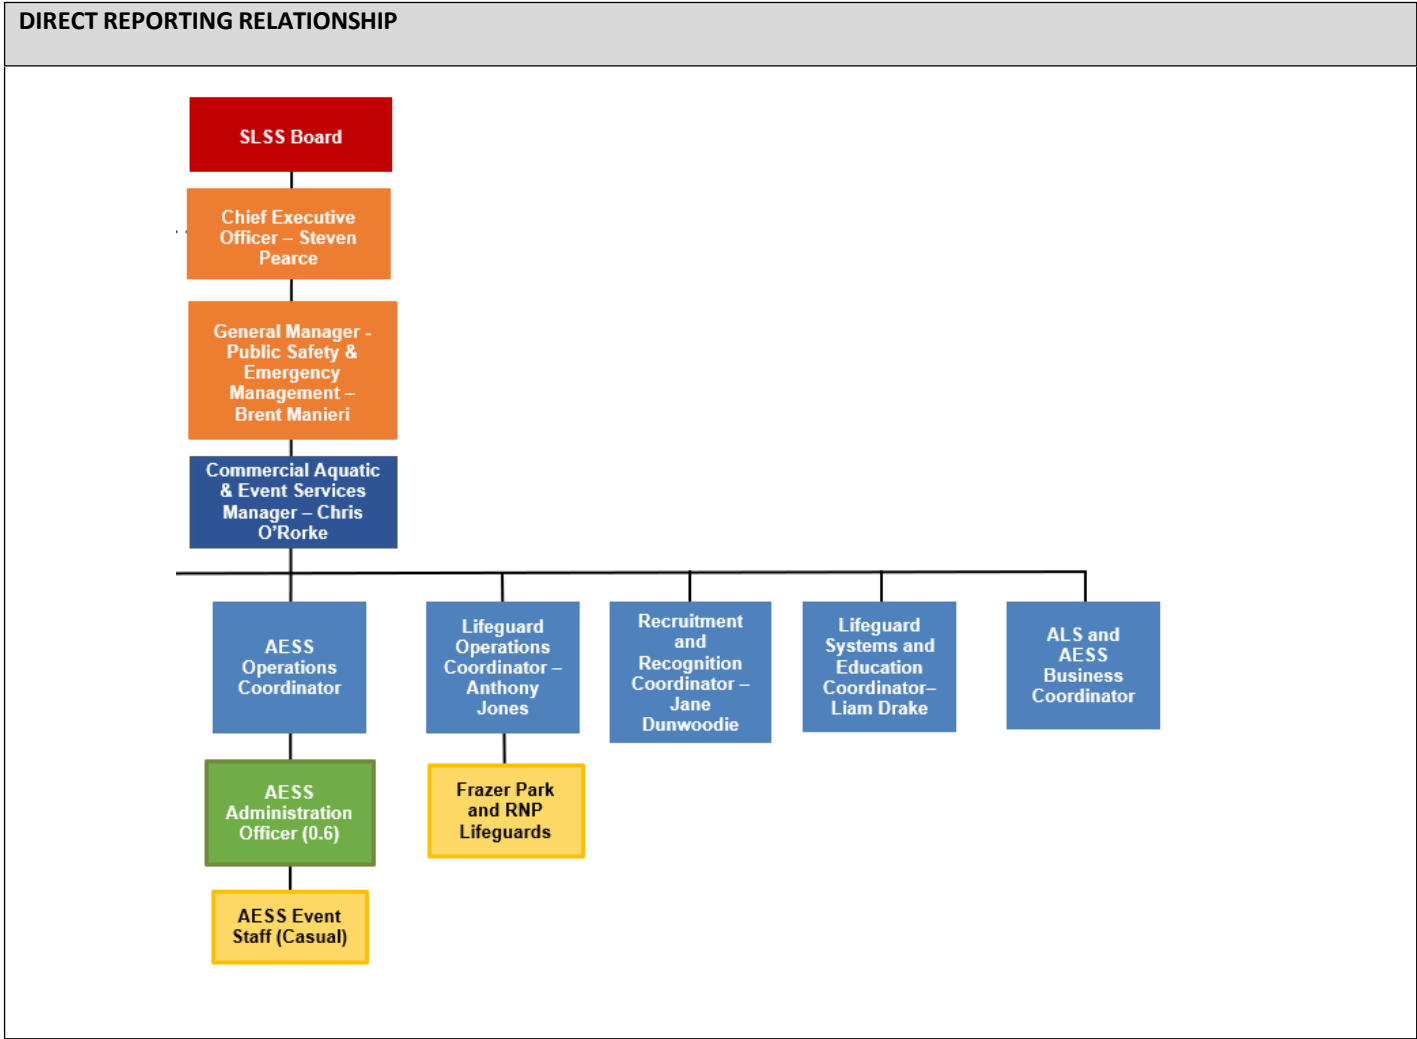 DIRECT REPORTING RELATIONSHIP
SLSS Board
Chief Executive
Officer – Steven
Pearce
General Manager -
Public Safety &
Emergency
Management –
Brent Manieri
Commercial Aquatic
& Event Services
Manager – Chris
O'Rorke
AESS
Operations
Coordinator
Lifeguard
Operations
Coordinator –
Anthony
Jones
Recruitment
and
Recognition
Coordinator –
Jane
Dunwoodie
Lifeguard
Systems and
Education
Coordinator–
Liam Drake
ALS and
AESS
Business
Coordinator
AESS
Administration
Officer (0.6)
Frazer Park
and RNP
Lifeguards
AESS Event
Staff (Casual)